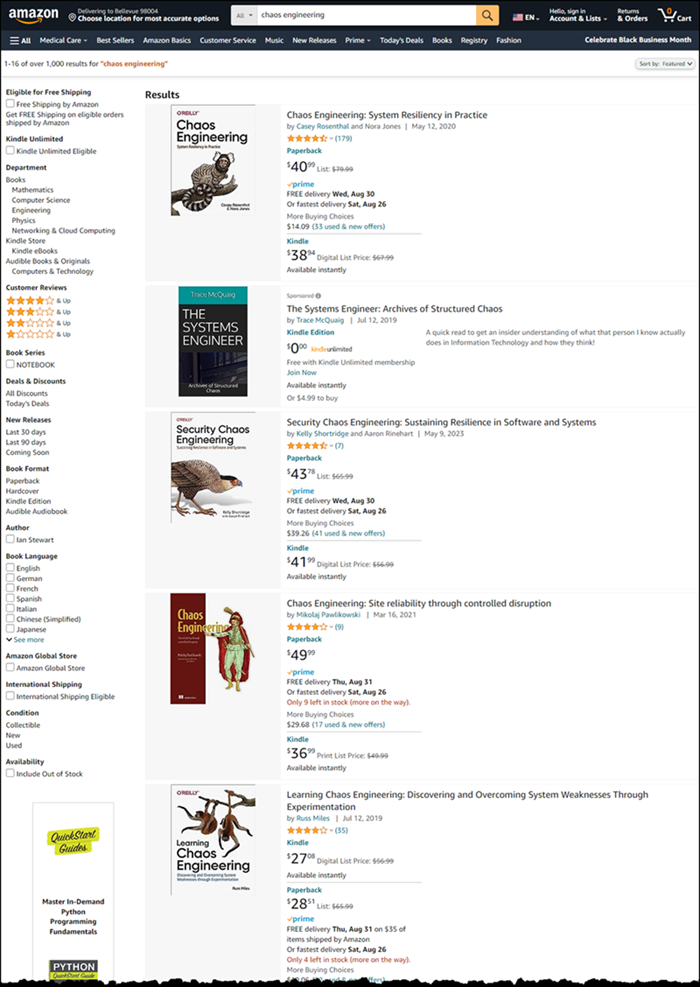 amazon
Delivering to Bellevue 98004
Choose location for most accurate options
All
chaos engineering
EN
Hello, sign in
Account & Lists
Returns
& Orders
0
Cart
All
Medical Care
Best Sellers
Amazon Basics
Customer Service
Music
New Releases
Prime
Today's Deals
Books
Registry
Fashion
Celebrate Black Business Month
1-16 of over 1,000 results for "chaos engineering"
Sort by: Featured
Eligible for Free Shipping
Free Shipping by Amazon
Get FREE Shipping on eligible orders
shipped by Amazon
Kindle Unlimited
Kindle Unlimited Eligible
Department
Books
Mathematics
Computer Science
Engineering
Physics
Networking & Cloud Computing
Kindle Store
Kindle eBooks
Audible Books & Originals
Computers & Technology
Customer Reviews
& Up
& Up
& Up
& Up
Book Series
NOTEBOOK
Deals & Discounts
All Discounts
Today's Deals
New Releases
Last 30 days
Last 90 days
Coming Soon
Book Format
Paperback
Hardcover
Kindle Edition
Audible Audiobook
Author
Ian Stewart
Book Language
English
German
French
Spanish
Italian
Chinese (Simplified)
Japanese
See more
Amazon Global Store
Amazon Global Store
International Shipping
International Shipping Eligible
Condition
Collectible
New
Used
Availability
Include Out of Stock
QuickStart
Guides
Master In-Demand
Python
Programming
Fundamentals
PYTHON
QuickStart Guide
Results
O'REILLY
Chaos
Engineering
System Resiliency in Practice
Casey Rosenthal
& Nora Jones
Chaos Engineering: System Resiliency in Practice
by Casey Rosenthal and Nora Jones | May 12, 2020
(179)
Paperback
$40.99 List: $79.99
prime
FREE delivery Wed, Aug 30
Or fastest delivery Sat, Aug 26
More Buying Choices
$14.09 (33 used & new offers)
Kindle
$38.94 Digital List Price: $67.99
Available instantly
Trace McQuaig
THE
SYSTEMS
ENGINEER
Archives of Structured
Chaos
Sponsored
The Systems Engineer: Archives of Structured Chaos
by Trace McQuaig | Jul 12, 2019
Kindle Edition
$0.00 kindleunlimited
Free with Kindle Unlimited membership
Join Now
Available instantly
Or $4.99 to buy
A quick read to get an insider understanding of what that person I know actually
does in Information Technology and how they think!
O'REILLY
Security Chaos
Engineering
Sustaining Resilience in Software and Systems
Kelly Shortridge
with Aaron Rinehart
Security Chaos Engineering: Sustaining Resilience in Software and Systems
by Kelly Shortridge and Aaron Rinehart | May 9, 2023
(7)
Paperback
$43.78 List: $65.99
prime
FREE delivery Wed, Aug 30
Or fastest delivery Sat, Aug 26
More Buying Choices
$39.26 (41 used & new offers)
Kindle
$41.99 Digital List Price: $56.99
Available instantly
Chaos
Engineering
MANNING
Chaos Engineering: Site reliability through controlled disruption
by Mikolaj Pawlikowski | Mar 16, 2021
(9)
Paperback
$49.99
prime
FREE delivery Thu, Aug 31
Or fastest delivery Sat, Aug 26
Only 9 left in stock (more on the way).
More Buying Choices
$29.68 (17 used & new offers)
Kindle
$36.99 Print List Price: $49.99
Available instantly
O'REILLY
Learning
Chaos
Engineering
Discovering and Overcoming System
Weaknesses Through Experimentation
Russ Miles
Learning Chaos Engineering: Discovering and Overcoming System Weaknesses Through
Experimentation
by Russ Miles | Jul 12, 2019
(35)
Kindle
$27.08 Digital List Price: $56.99
Available instantly
Paperback
$28.51 List: $65.99
prime
FREE delivery Thu, Aug 31 on $35 of
items shipped by Amazon
Or fastest delivery Sat, Aug 26
Only 4 left in stock (more on the way).
More Buying Choices